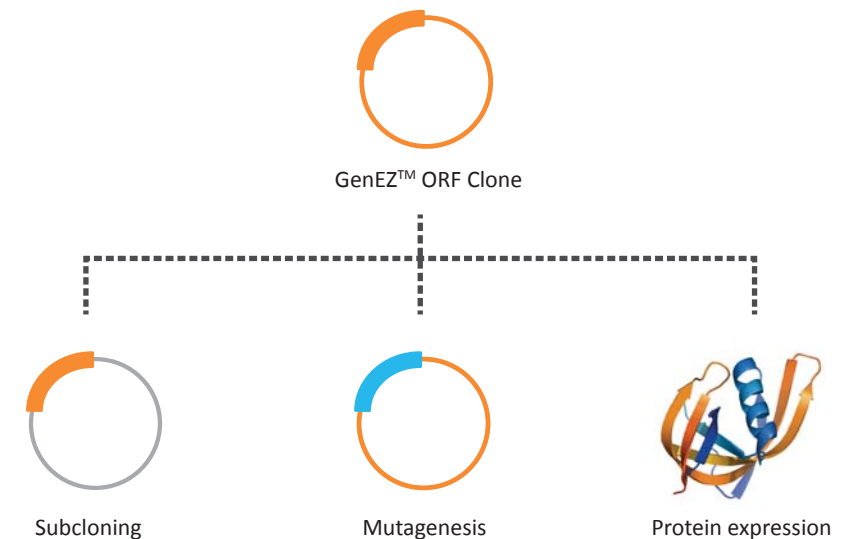 GenEZ™ ORF Clone
Subcloning
Mutagenesis
Protein expression